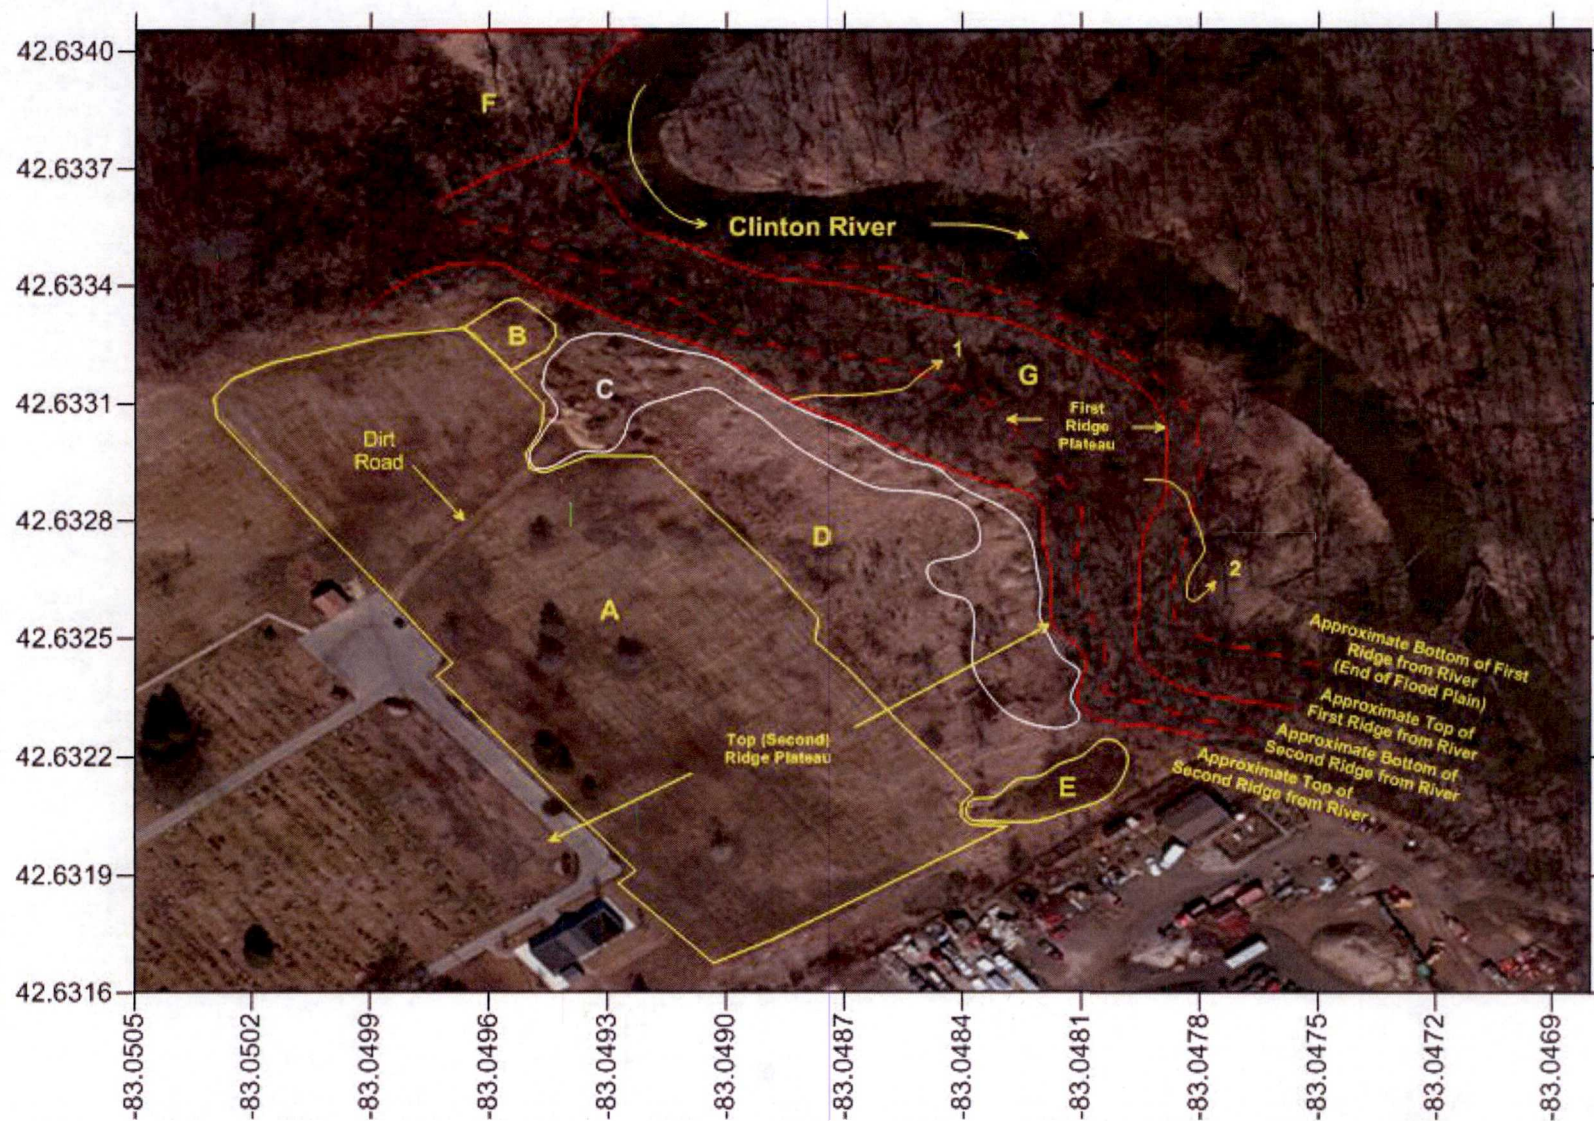 42.6340
42.6337
42.6334
42.6331
42.6328
42.6325
42.6322
42.6319
42.6316
F
Clinton River
B
1
G
C
First
Ridge
Plateau
Dirt
Road
D
2
A
Approximate Bottom of First
Ridge from River
(End of Flood Plain)
Approximate Top of
First Ridge from River
Approximate Bottom of
Second Ridge from River
Approximate Top of
Second Ridge from River
Top (Second)
Ridge Plateau
E
-83.0505
-83.0502
-83.0499
-83.0496
-83.0493
-83.0490
-83.0487
-83.0484
-83.0481
-83.0478
-83.0475
-83.0472
-83.0469